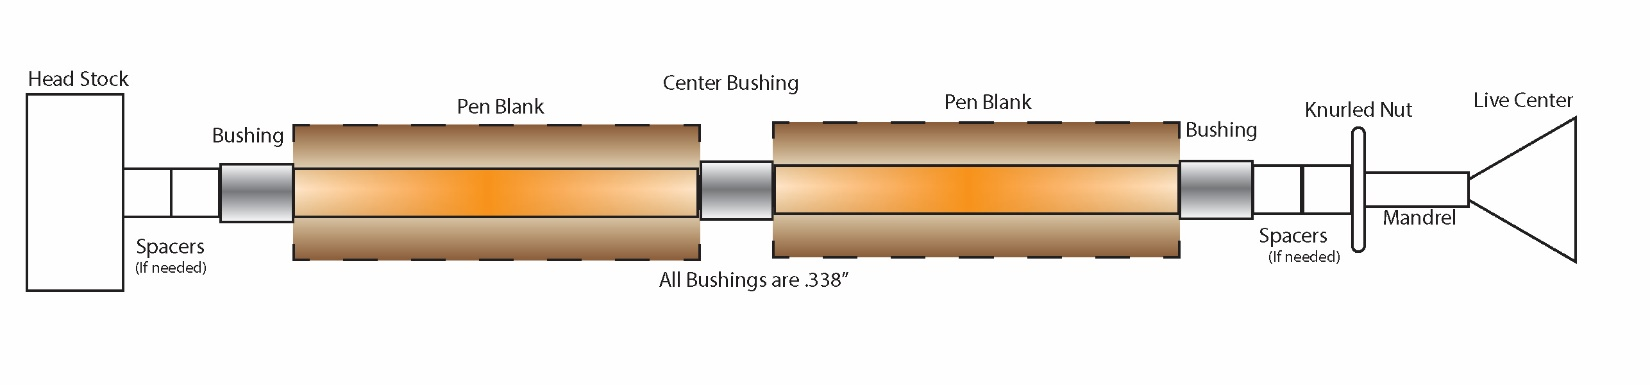 Head Stock
Center Bushing
Pen Blank
Pen Blank
Live Center
Knurled Nut
Bushing
Bushing
Mandrel
Spacers
(If needed)
Spacers
(If needed)
All Bushings are .338”